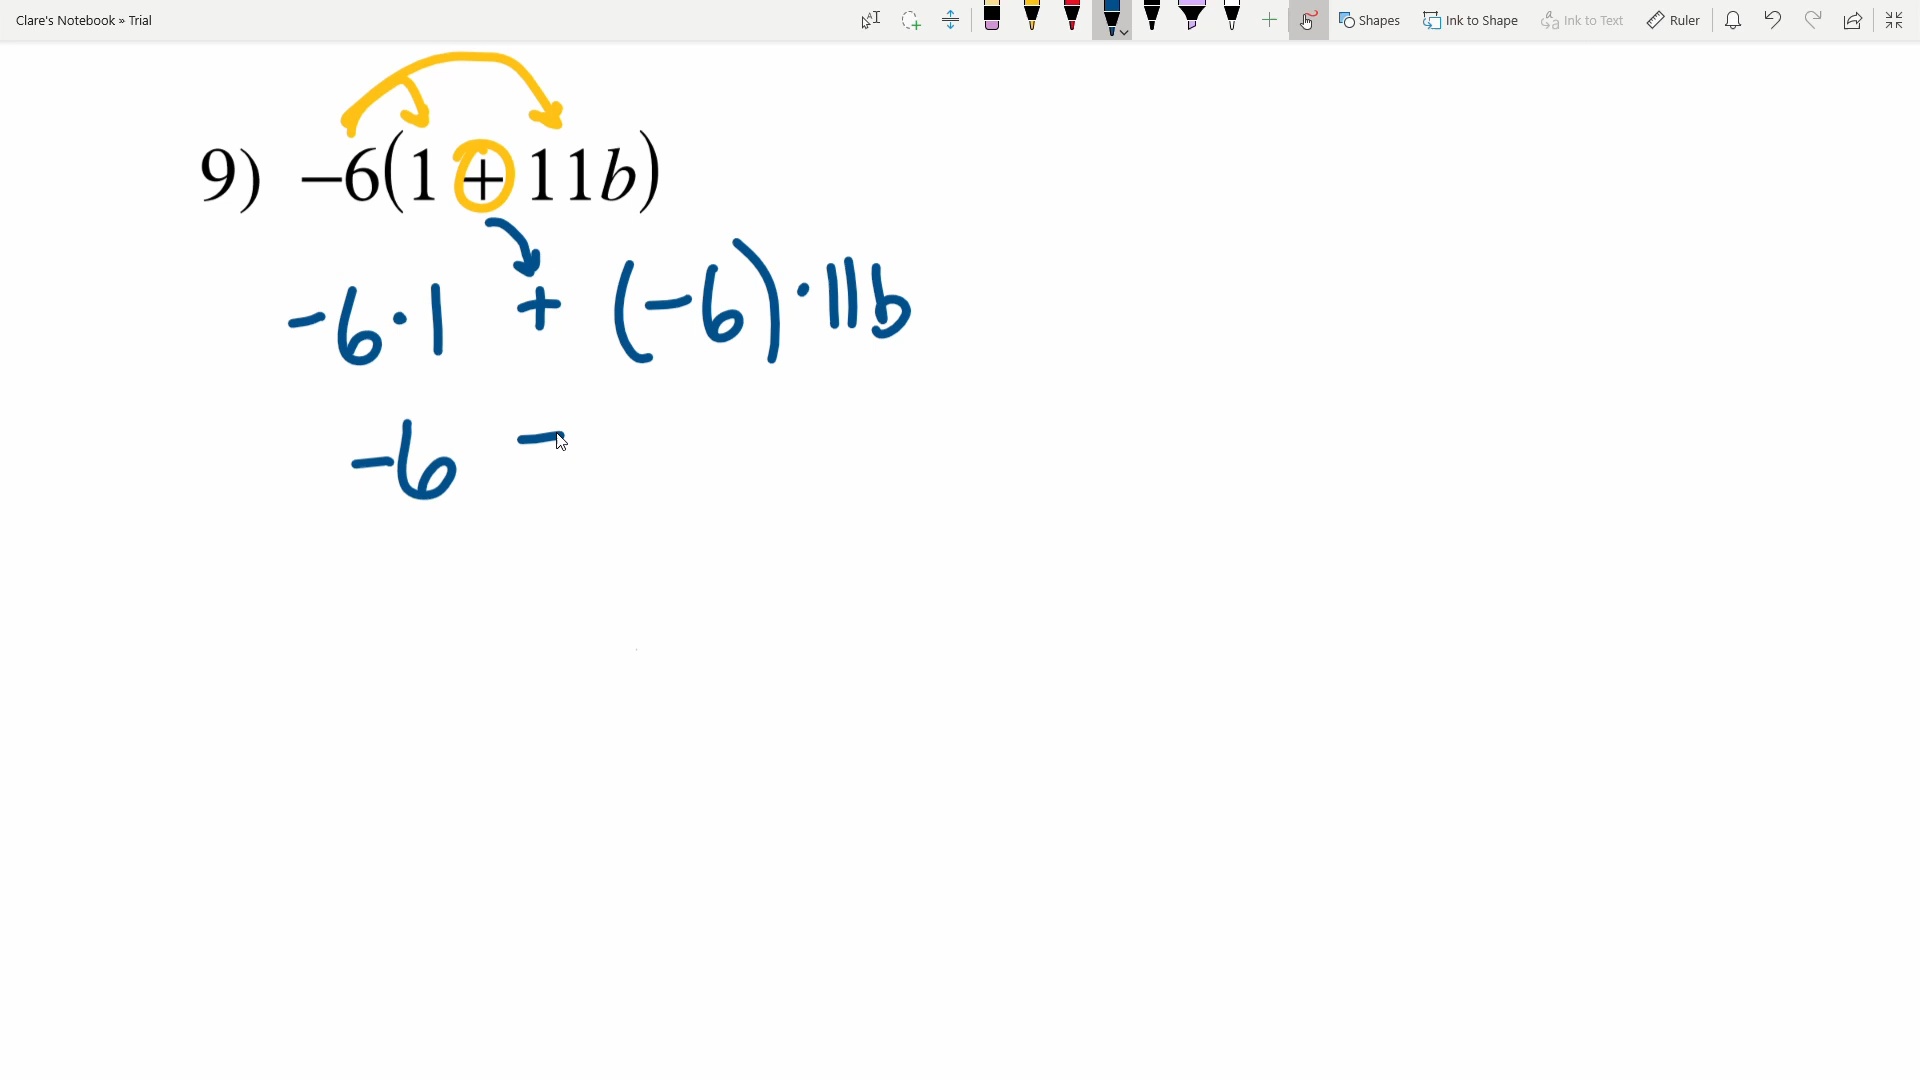 Clare's Notebook » Trial
Shapes
Ink to Shape
Ink to Text
Ruler
9) −6(1 + 11b)
-6·1 + (-6)·11b
-6 -